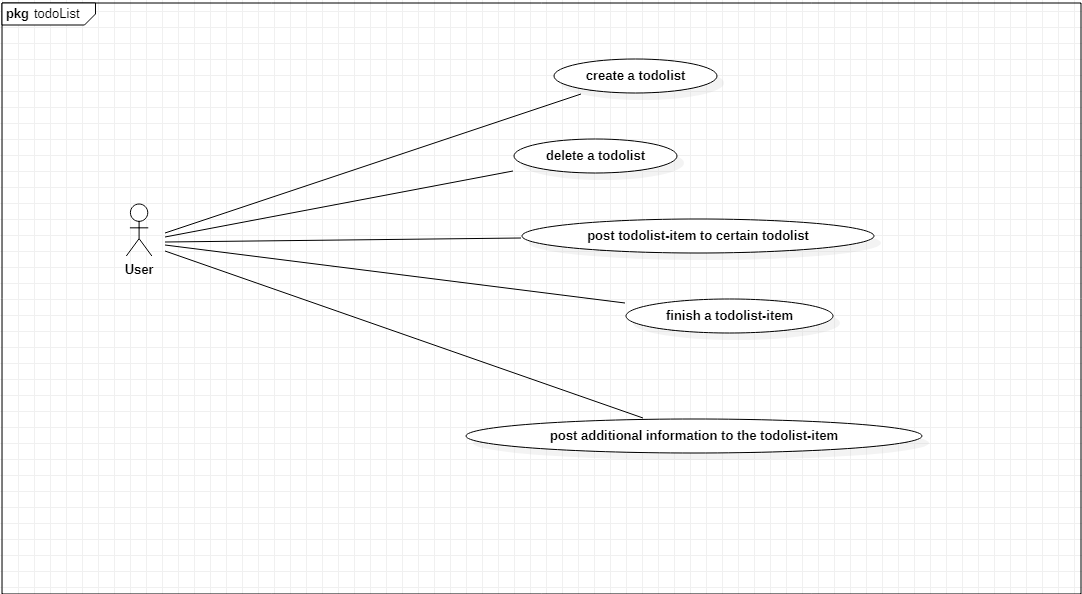 pkg todoList
create a todolist
delete a todolist
post todolist-item to certain todolist
User
finish a todolist-item
post additional information to the todolist-item